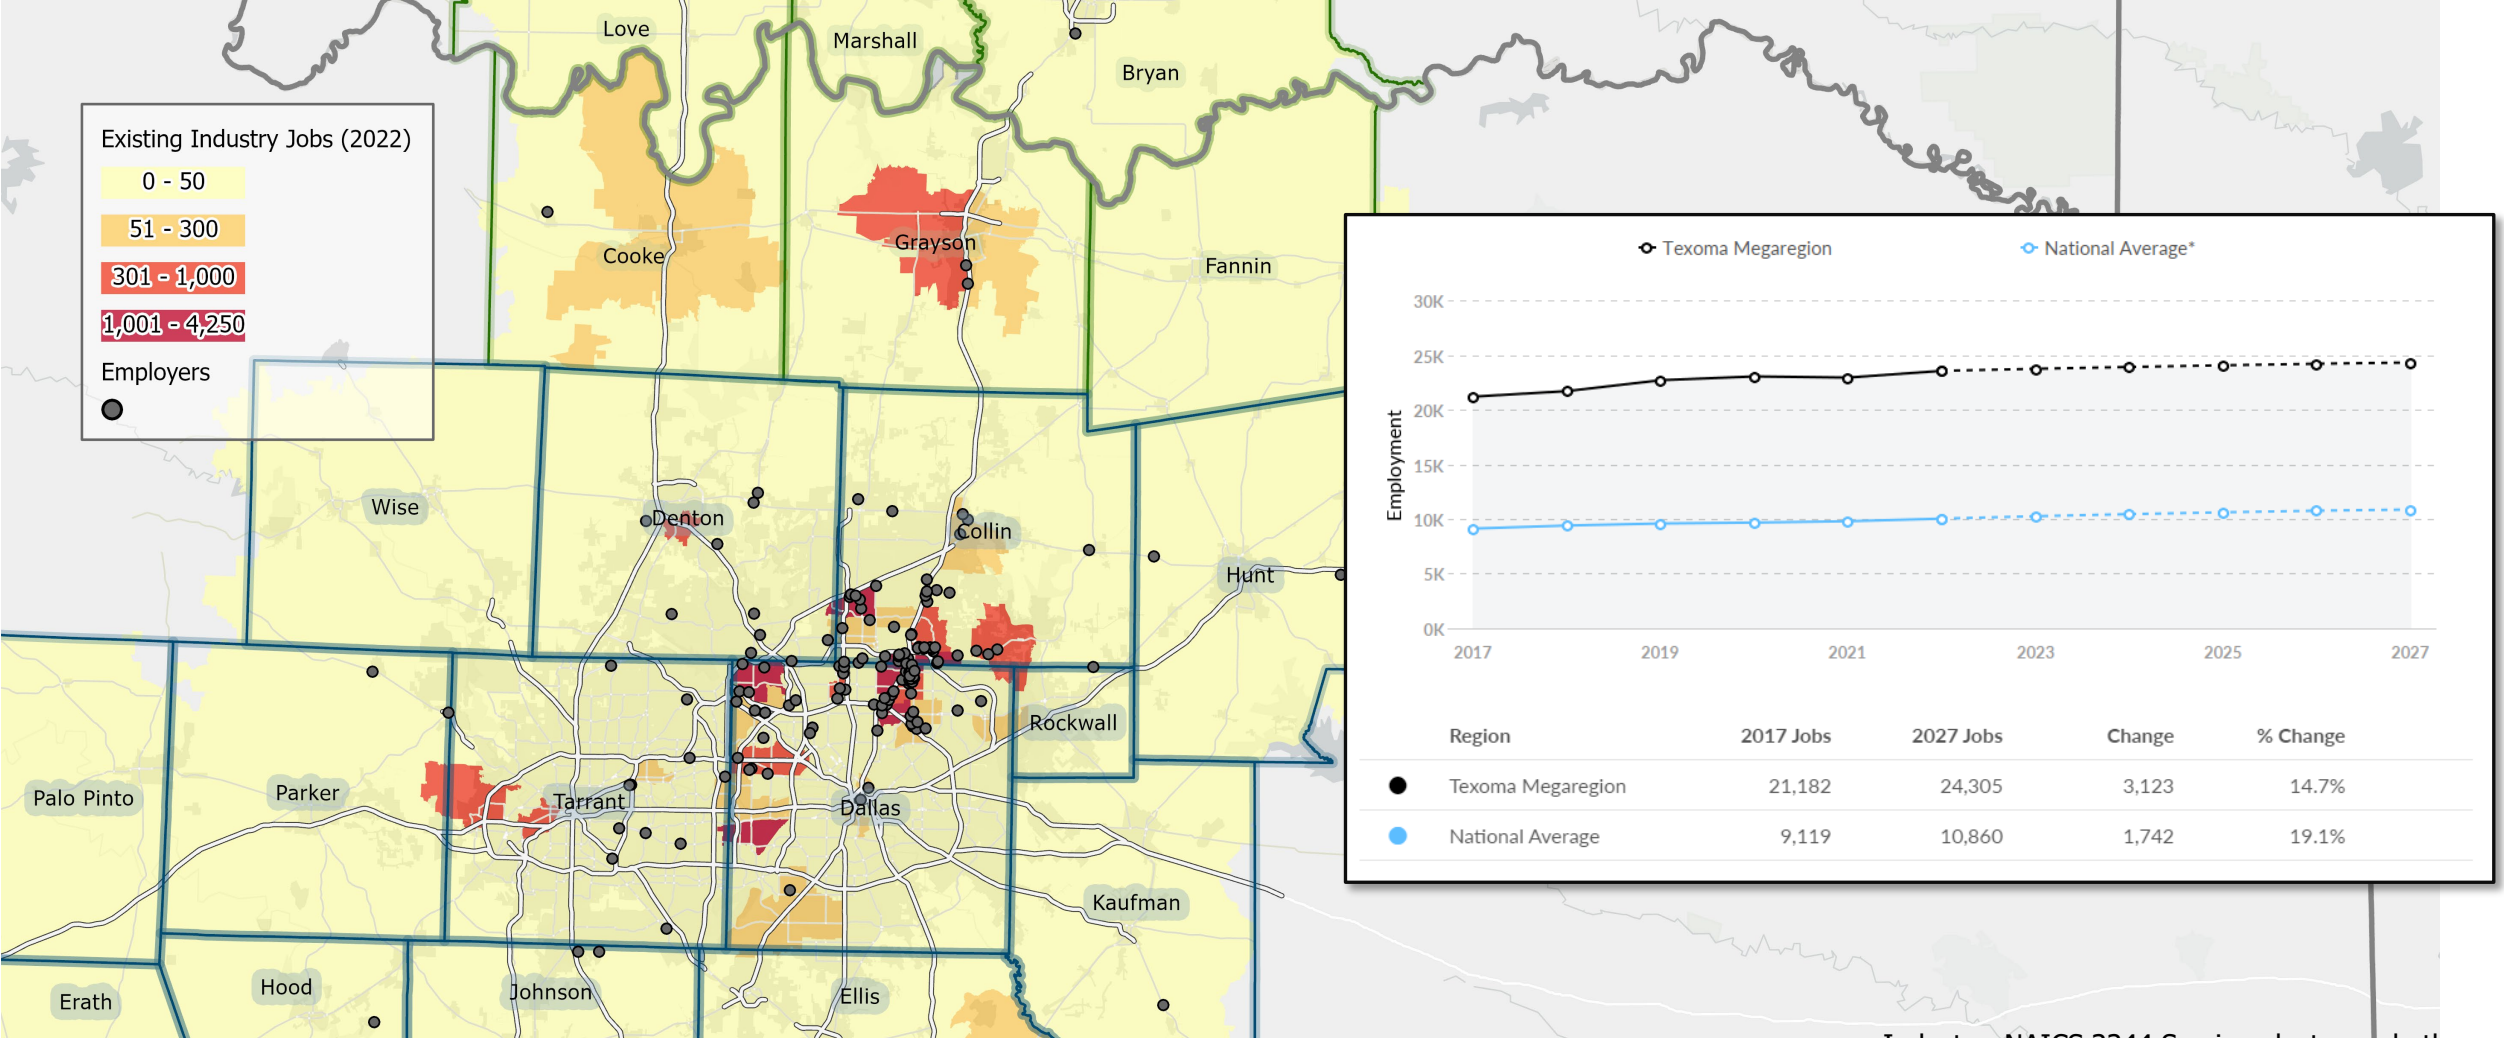 Love
Marshall
Bryan
Existing Industry Jobs (2022)
0 - 50
51 - 300
301 - 1,000
1,001 - 4,250
Employers
Cooke
Grayson
Fannin
Wise
Denton
Collin
Hunt
Rockwall
Palo Pinto
Parker
Tarrant
Dallas
Kaufman
Erath
Hood
Johnson
Ellis
Texoma Megaregion
National Average*
Employment
30K
25K
20K
15K
10K
5K
0K
2017 2019 2021 2023 2025 2027
Region 2017 Jobs 2027 Jobs Change % Change
Texoma Megaregion 21,182 24,305 3,123 14.7%
National Average 9,119 10,860 1,742 19.1%